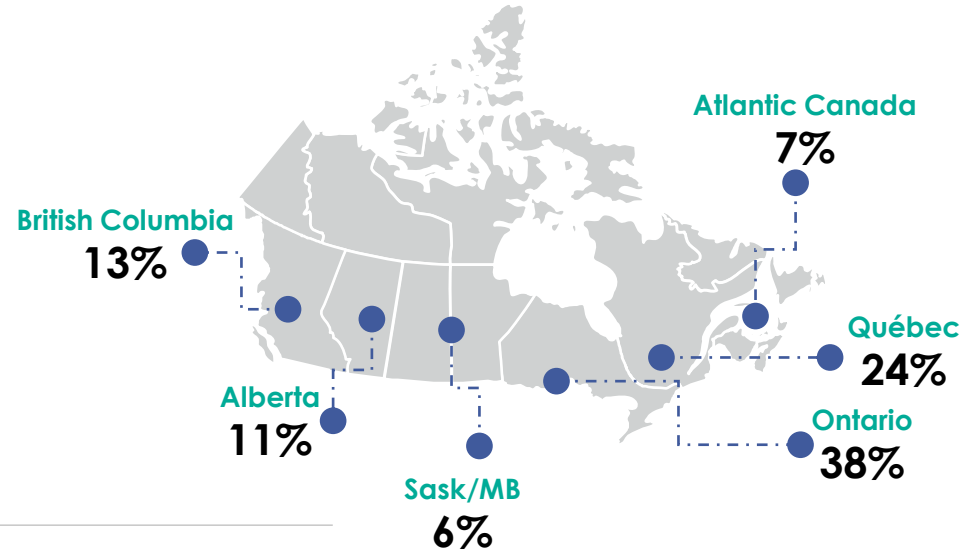 Atlantic Canada
7%
British Columbia
13%
Québec
24%
Alberta
11%
Ontario
38%
Sask/MB
6%